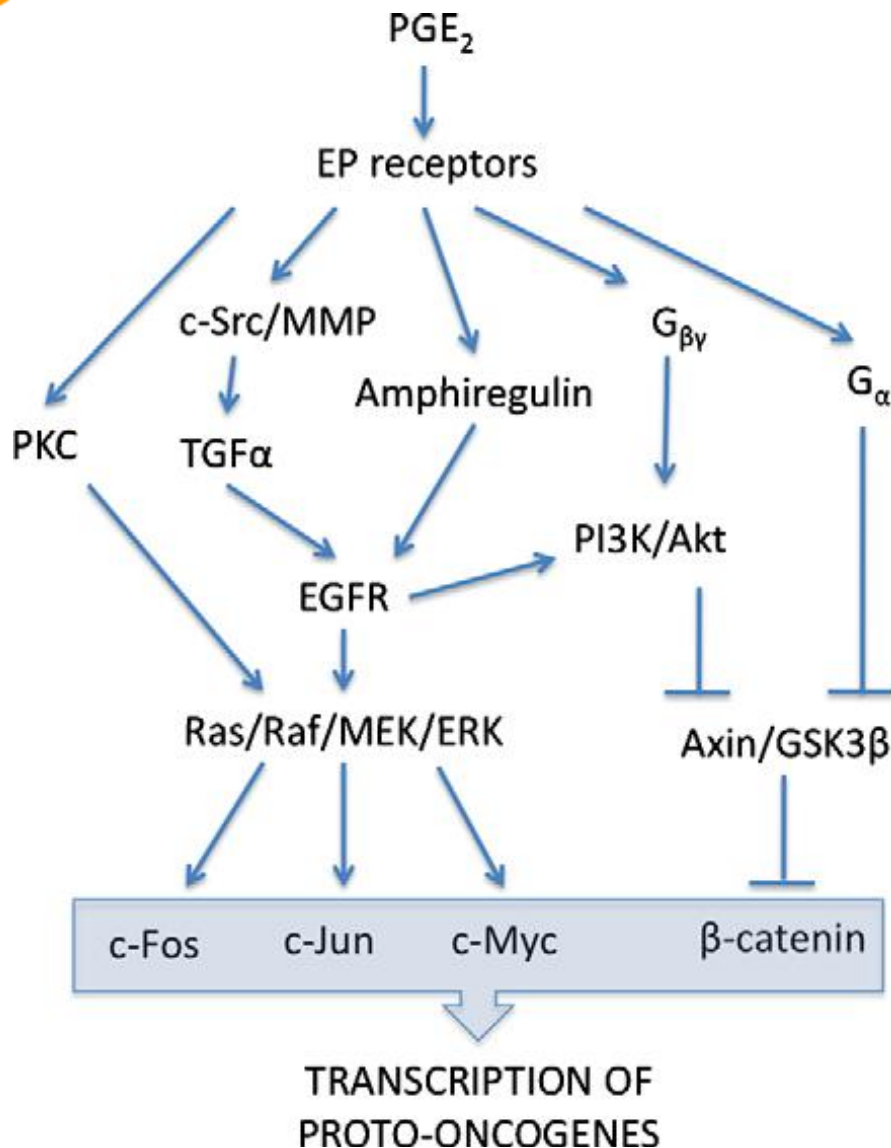 PGE₂
EP receptors
c-Src/MMP
Gβγ
Amphiregulin
Gα
PKC
TGFα
PI3K/Akt
EGFR
Ras/Raf/MEK/ERK
Axin/GSK3β
c-Fos
c-Jun
c-Myc
β-catenin
TRANSCRIPTION OF
PROTO-ONCOGENES